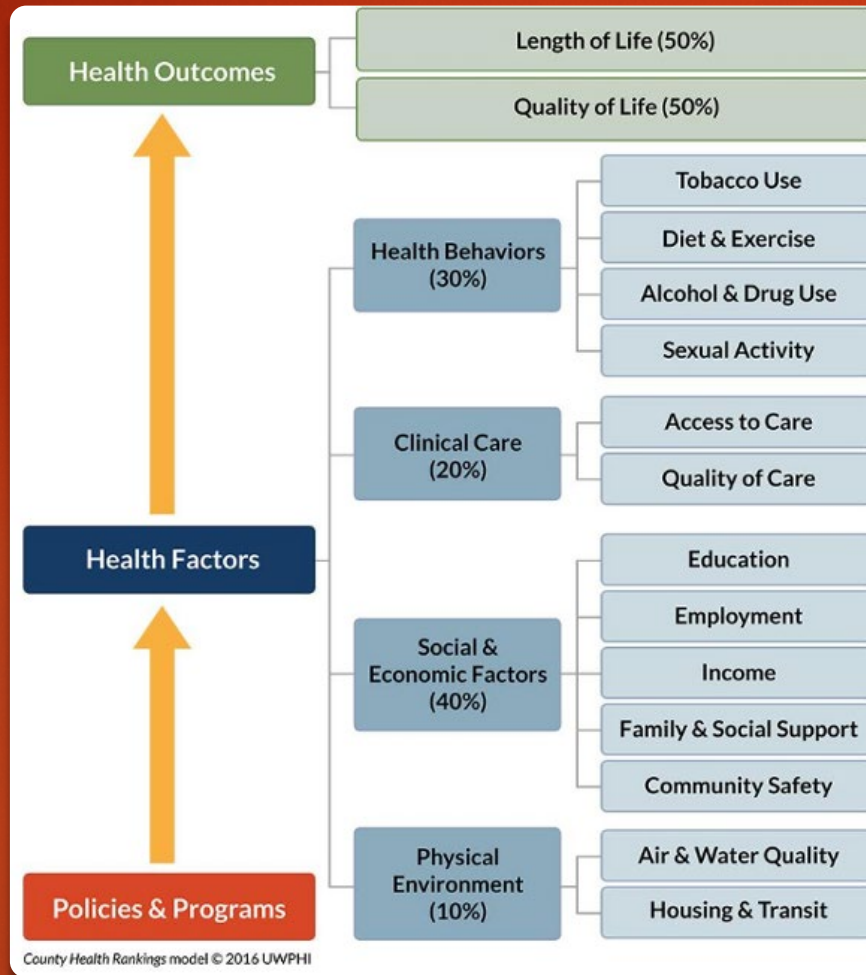 Health Outcomes
Length of Life (50%)
Quality of Life (50%)
Health Factors
Health Behaviors
(30%)
Tobacco Use
Diet & Exercise
Alcohol & Drug Use
Sexual Activity
Clinical Care
(20%)
Access to Care
Quality of Care
Social &
Economic Factors
(40%)
Education
Employment
Income
Family & Social Support
Community Safety
Physical
Environment
(10%)
Air & Water Quality
Housing & Transit
Policies & Programs
County Health Rankings model © 2016 UWPHI